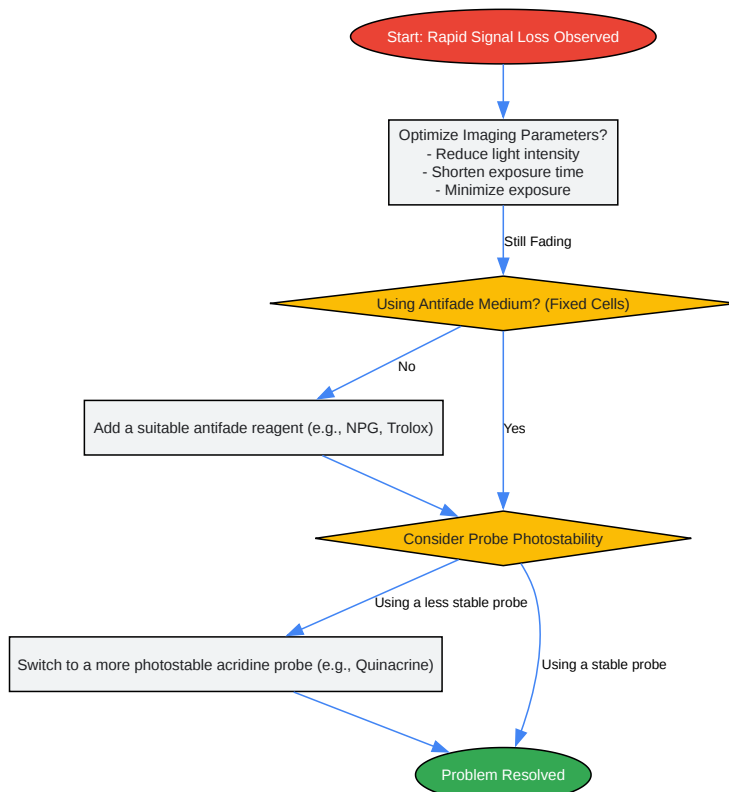 Start: Rapid Signal Loss Observed
Optimize Imaging Parameters?
- Reduce light intensity
- Shorten exposure time
- Minimize exposure
Still Fading
Using Antifade Medium? (Fixed Cells)
No
Add a suitable antifade reagent (e.g., NPG, Trolox)
Yes
Consider Probe Photostability
Using a less stable probe
Switch to a more photostable acridine probe (e.g., Quinacrine)
Using a stable probe
Problem Resolved